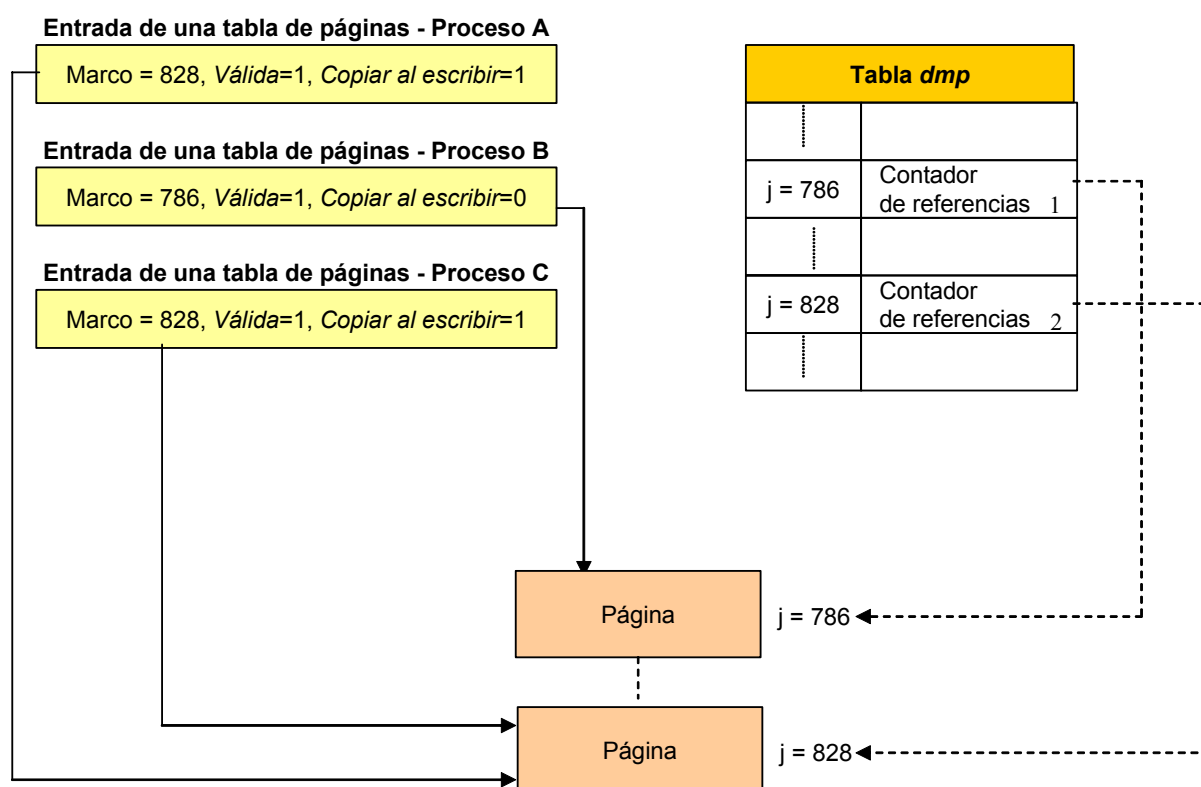 Entrada de una tabla de páginas - Proceso A
Marco = 828, Válida=1, Copiar al escribir=1
Entrada de una tabla de páginas - Proceso B
Marco = 786, Válida=1, Copiar al escribir=0
Entrada de una tabla de páginas - Proceso C
Marco = 828, Válida=1, Copiar al escribir=1
Tabla dmp
j = 786
Contador
de referencias 1
j = 828
Contador
de referencias 2
Página
j = 786
Página
j = 828